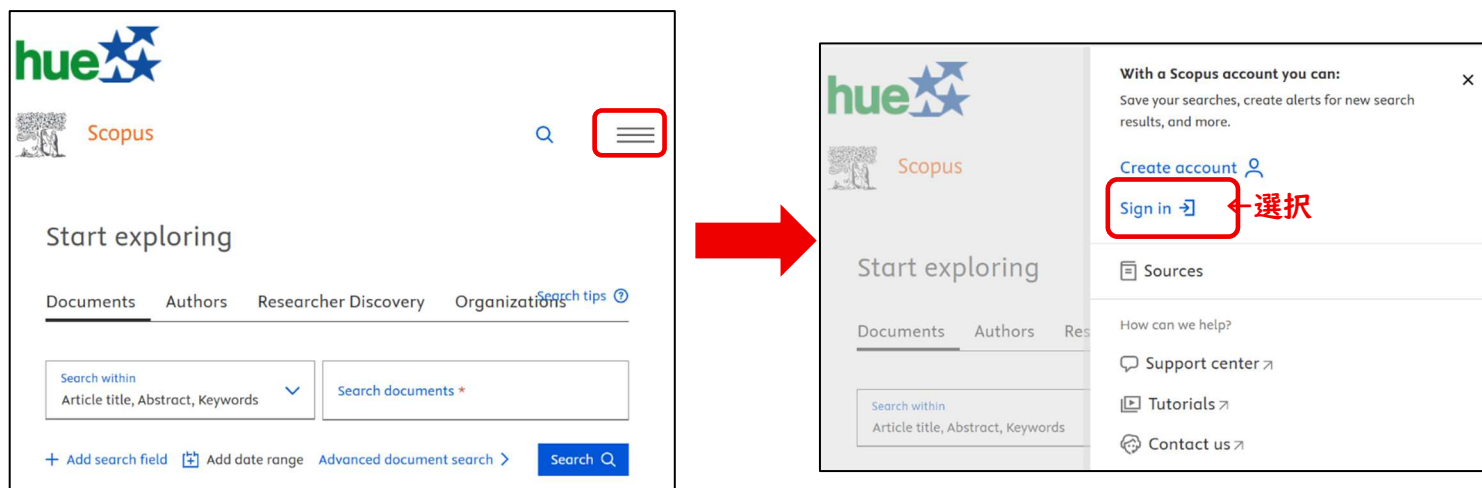 hue
Scopus
Start exploring
Documents Authors Researcher Discovery Organizations Search tips
Search within
Article title, Abstract, Keywords
Search documents *
+ Add search field Add date range Advanced document search > Search
hue
Scopus
Start exploring
Documents Authors Res
Search within
Article title, Abstract, Keywords
With a Scopus account you can:
Save your searches, create alerts for new search
results, and more.
Create account
Sign in ←選択
Sources
How can we help?
Support center
Tutorials
Contact us